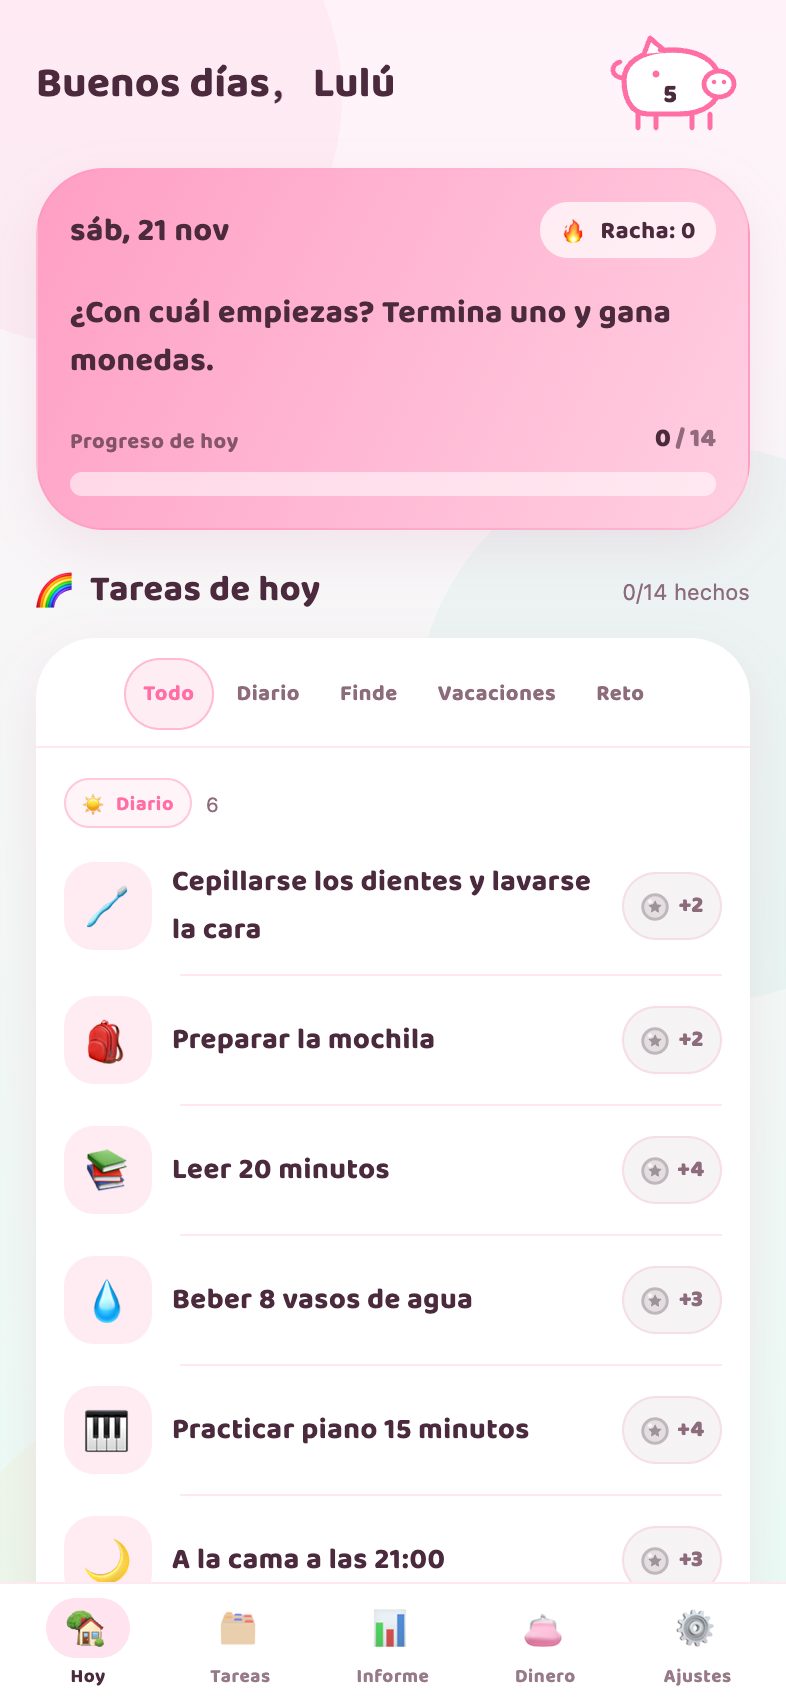 Buenos días, Lulú
5
sáb, 21 nov
Racha: 0
¿Con cuál empiezas? Termina uno y gana
monedas.
Progreso de hoy
0 / 14
Tareas de hoy
0/14 hechos
Todo
Diario
Finde
Vacaciones
Reto
Diario
6
Cepillarse los dientes y lavarse
la cara
+2
Preparar la mochila
+2
Leer 20 minutos
+4
Beber 8 vasos de agua
+3
Practicar piano 15 minutos
+4
A la cama a las 21:00
+3
Hoy
Tareas
Informe
Dinero
Ajustes